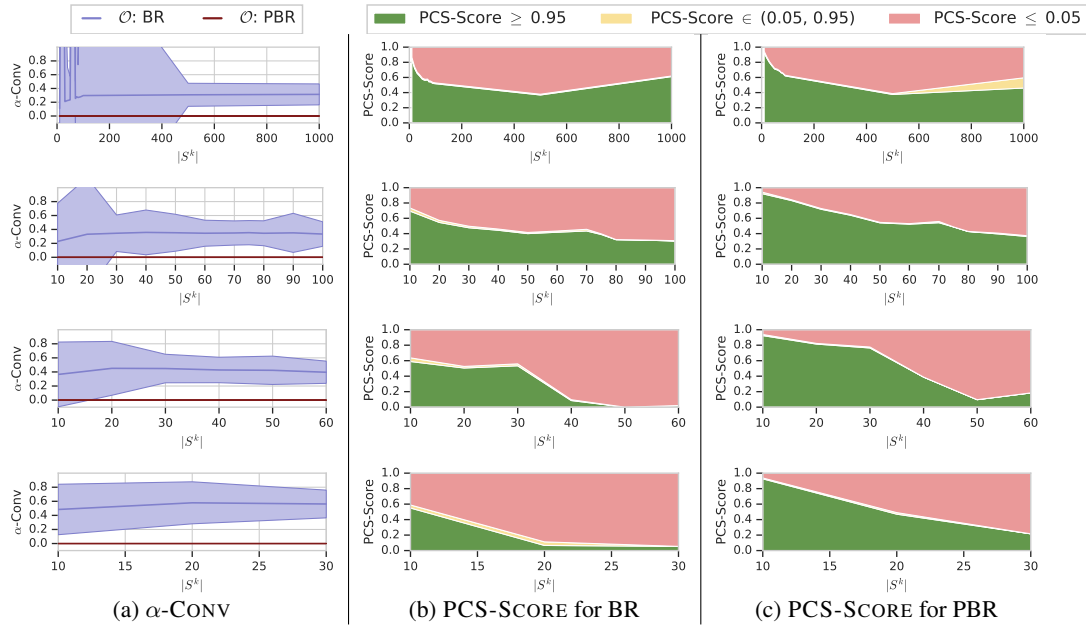 𝒪: BR 𝒪: PBR
PCS-Score ≥ 0.95 PCS-Score ∈ (0.05, 0.95) PCS-Score ≤ 0.05
α-Conv
0.8
0.6
0.4
0.2
0.0
0 200 400 600 800 1000
|S^k|
PCS-Score
1.0
0.8
0.6
0.4
0.2
0.0
0 200 400 600 800 1000
|S^k|
PCS-Score
1.0
0.8
0.6
0.4
0.2
0.0
0 200 400 600 800 1000
|S^k|
α-Conv
0.8
0.6
0.4
0.2
0.0
10 20 30 40 50 60 70 80 90 100
|S^k|
PCS-Score
1.0
0.8
0.6
0.4
0.2
0.0
10 20 30 40 50 60 70 80 90 100
|S^k|
PCS-Score
1.0
0.8
0.6
0.4
0.2
0.0
10 20 30 40 50 60 70 80 90 100
|S^k|
α-Conv
0.8
0.6
0.4
0.2
0.0
10 20 30 40 50 60
|S^k|
PCS-Score
1.0
0.8
0.6
0.4
0.2
0.0
10 20 30 40 50 60
|S^k|
PCS-Score
1.0
0.8
0.6
0.4
0.2
0.0
10 20 30 40 50 60
|S^k|
α-Conv
0.8
0.6
0.4
0.2
0.0
10 15 20 25 30
|S^k|
PCS-Score
1.0
0.8
0.6
0.4
0.2
0.0
10 15 20 25 30
|S^k|
PCS-Score
1.0
0.8
0.6
0.4
0.2
0.0
10 15 20 25 30
|S^k|
(a) α-CONV
(b) PCS-SCORE for BR
(c) PCS-SCORE for PBR